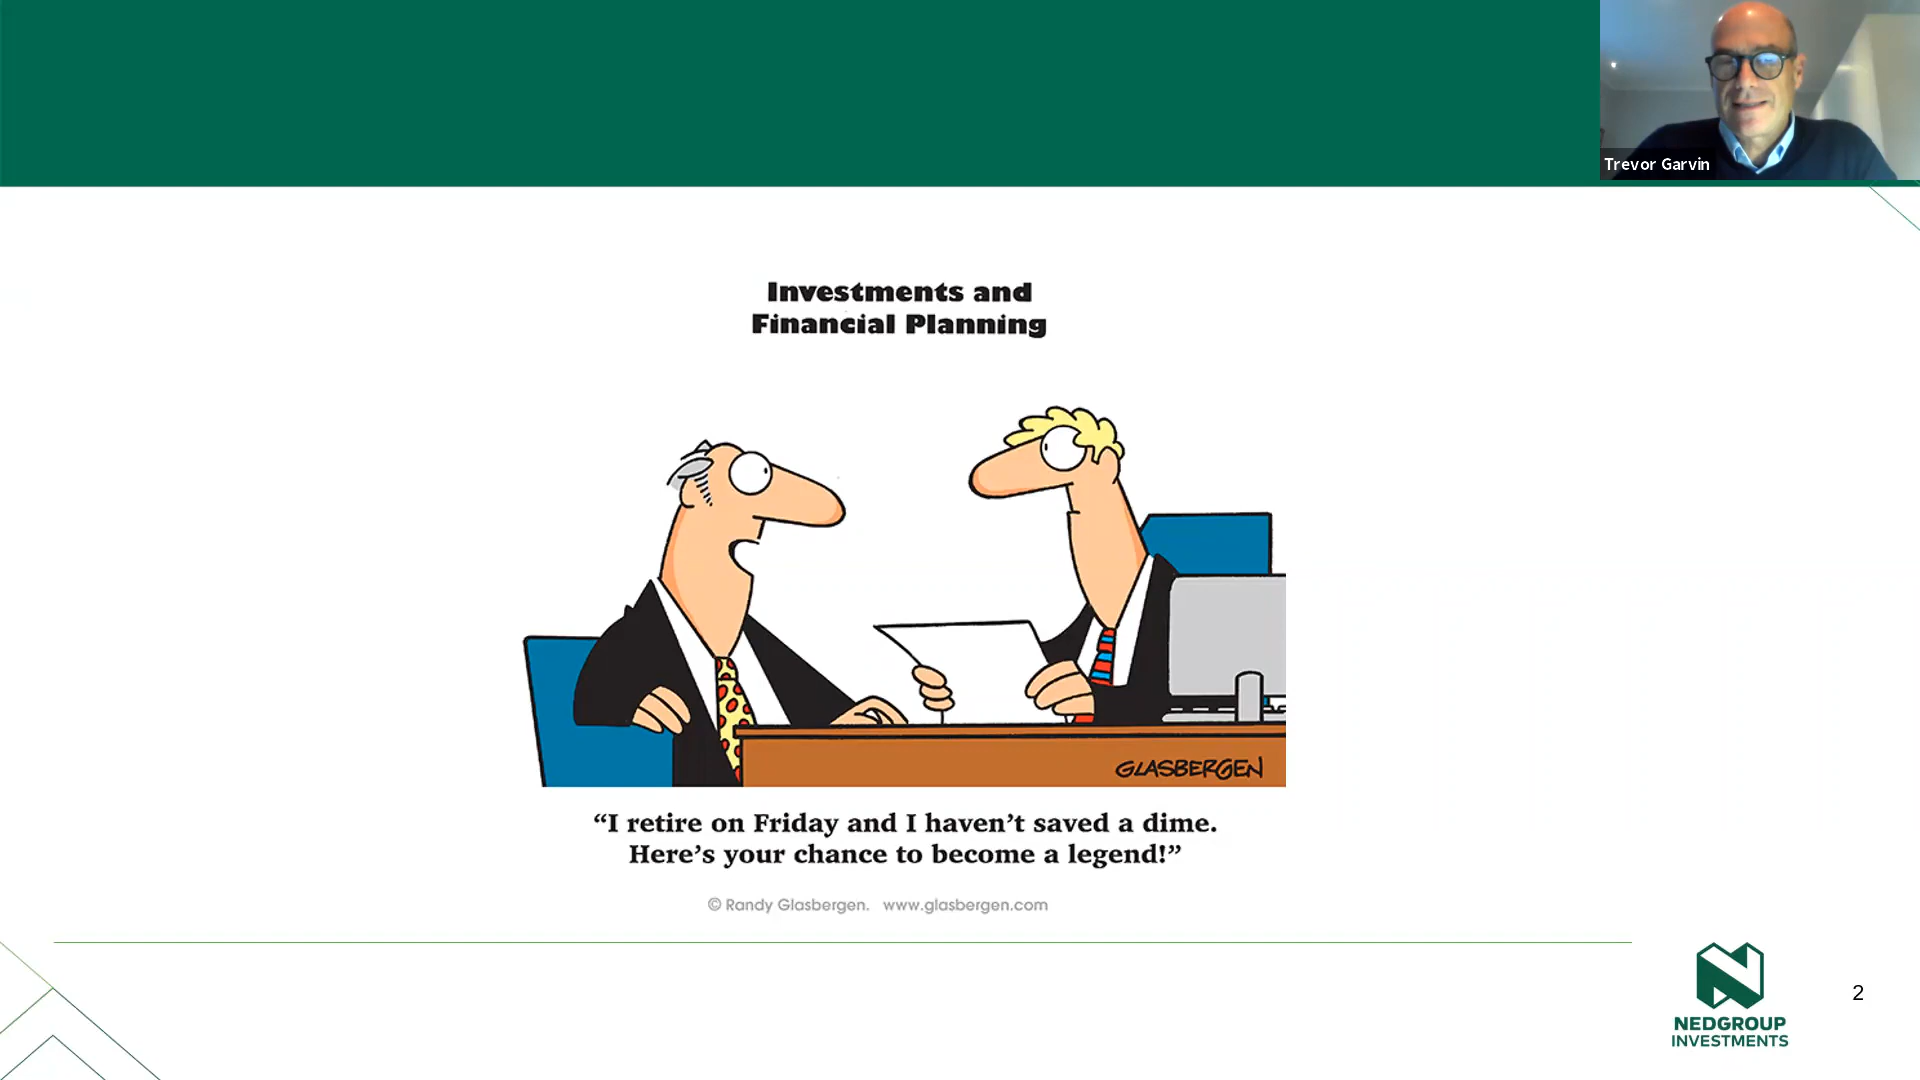 Trevor Garvin
Investments and
Financial Planning
GLASBERGEN
“I retire on Friday and I haven’t saved a dime.
Here’s your chance to become a legend!”
© Randy Glasbergen. www.glasbergen.com
NEDGROUP
INVESTMENTS
2